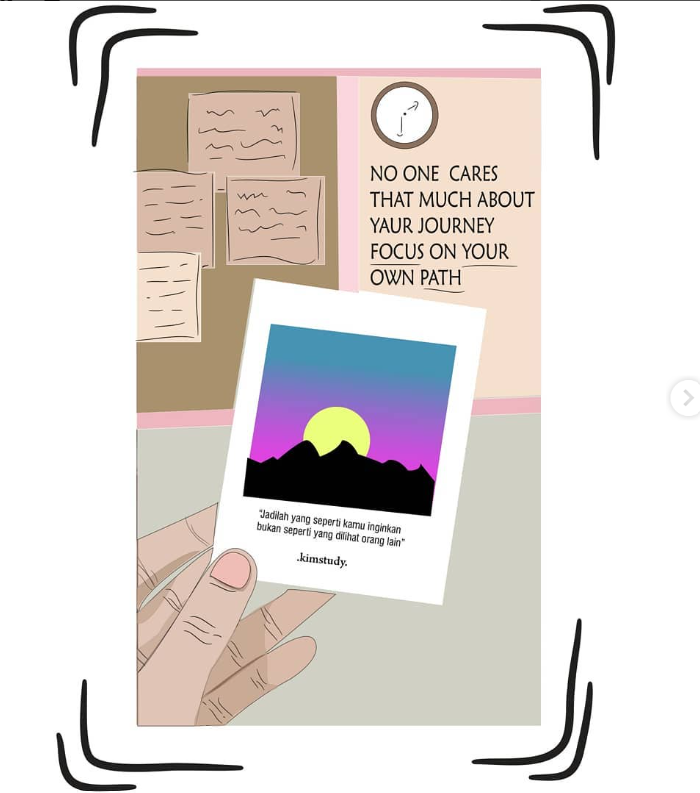 NO ONE CARES
THAT MUCH ABOUT
YAUR JOURNEY
FOCUS ON YOUR
OWN PATH
"Jadilah yang seperti kamu inginkan
bukan seperti yang dilihat orang lain"
.kimstudy.